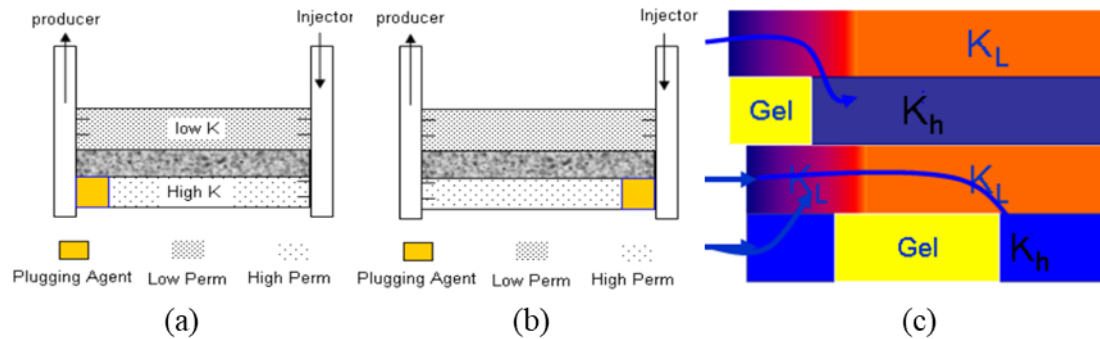 producer
Injector
low K
High K
Plugging Agent
Low Perm
High Perm
(a)
producer
Injector
Plugging Agent
Low Perm
High Perm
(b)
KL
Gel
Kh
KL
KL
Gel
Kh
(c)